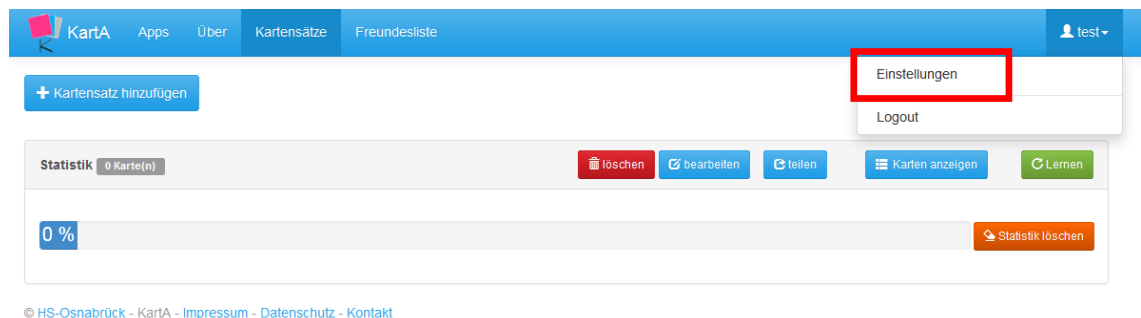 KartA Apps Über Kartensätze Freundesliste test
Einstellungen
Kartensatz hinzufügen
Logout
Statistik 0 Karte(n) löschen bearbeiten teilen Karten anzeigen Lernen
0 % Statistik löschen
© HS-Osnabrück - KartA - Impressum - Datenschutz - Kontakt